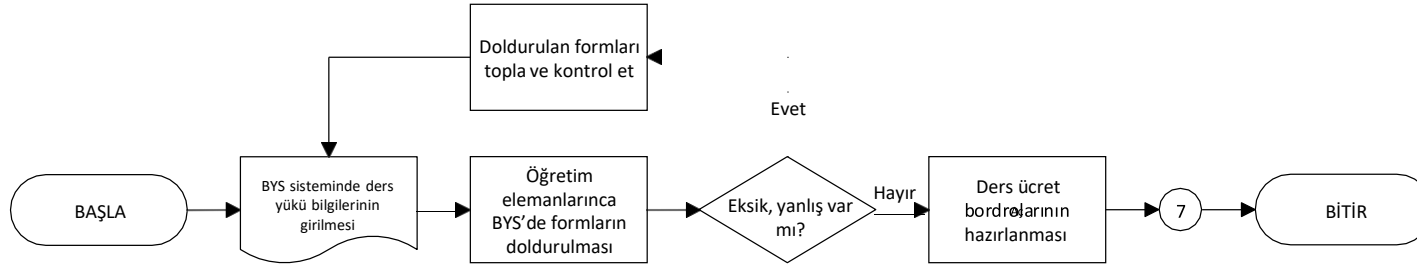 Doldurulan formları
topla ve kontrol et
Evet
BAŞLA
BYS sisteminde ders
yükü bilgilerinin
girilmesi
Öğretim
elemanlarınca
BYS’de formların
doldurulması
Eksik, yanlış var
mı?
Hayır
Ders ücret
bordrolarının
hazırlanması
7
BİTİR